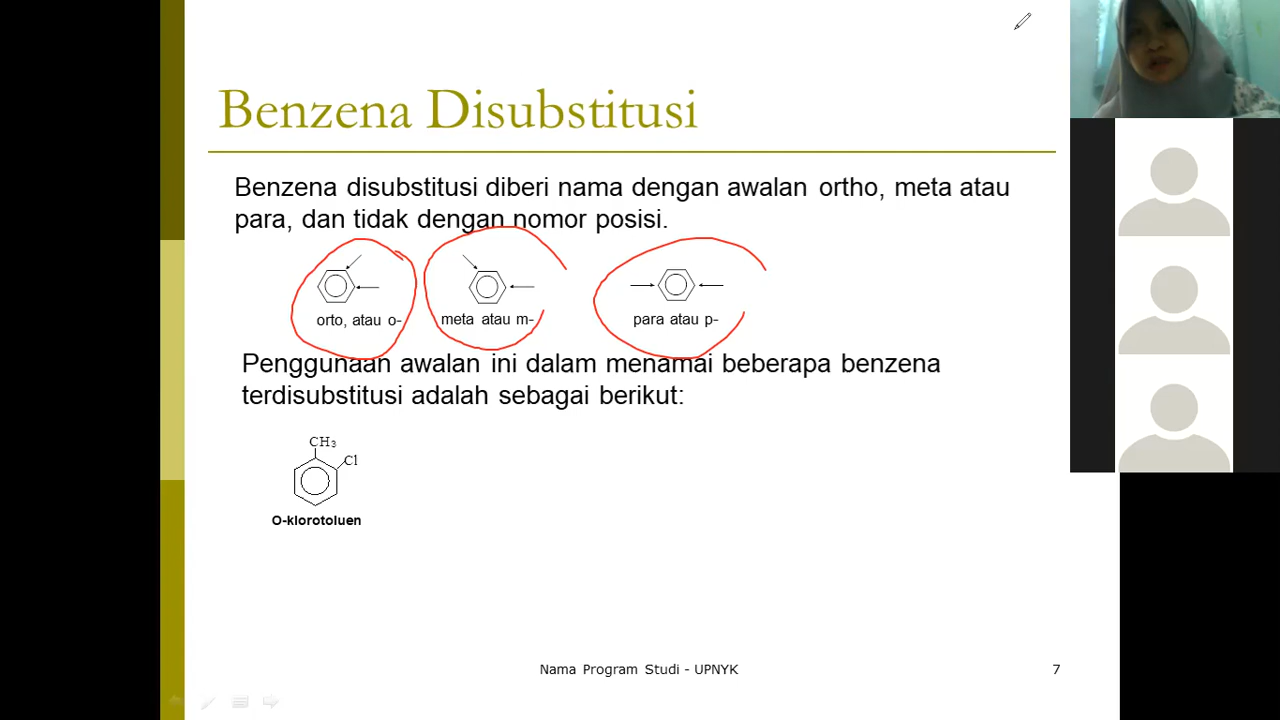 Benzena Disubstitusi
Benzena disubstitusi diberi nama dengan awalan ortho, meta atau
para, dan tidak dengan nomor posisi.
orto, atau o-
meta atau m-
para atau p-
Penggunaan awalan ini dalam menamai beberapa benzena
terdisubstitusi adalah sebagai berikut:
CH₃
Cl
O-klorotoluen
Nama Program Studi - UPNYK
7